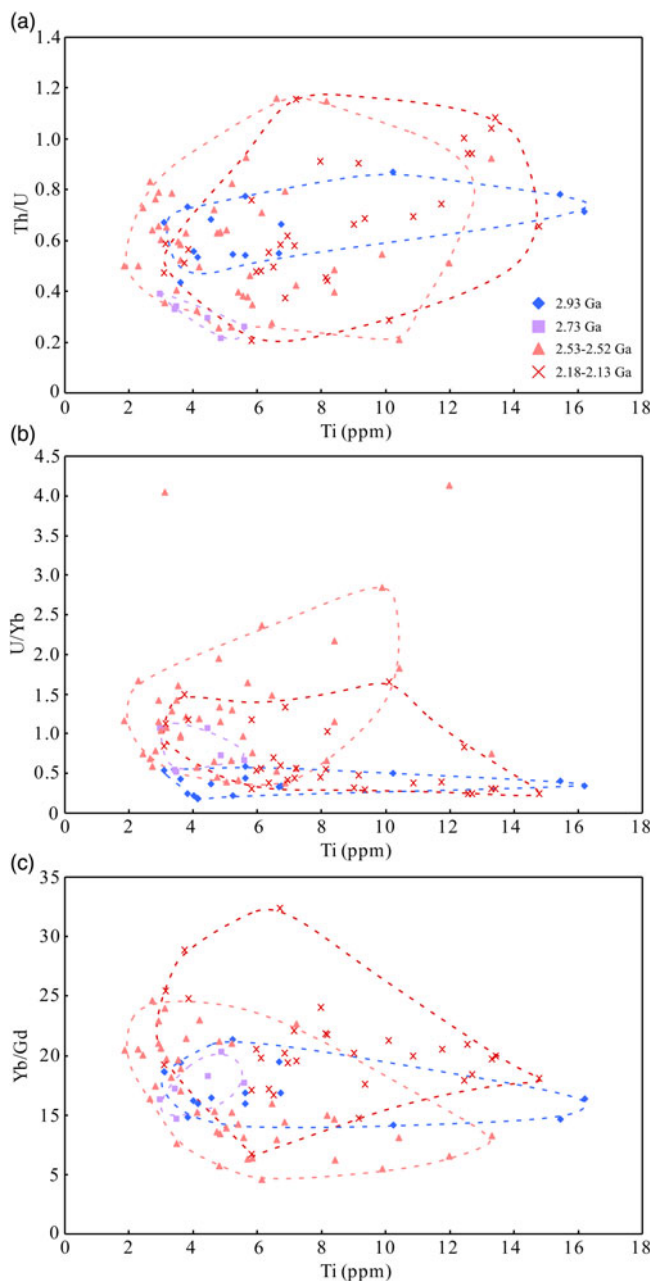 (a)
1.4
1.2
1.0
0.8
0.6
0.4
0.2
0
Th/U
2.93 Ga
2.73 Ga
2.53-2.52 Ga
2.18-2.13 Ga
0 2 4 6 8 10 12 14 16 18
Ti (ppm)
(b)
4.5
4.0
3.5
3.0
2.5
2.0
1.5
1.0
0.5
0
U/Yb
0 2 4 6 8 10 12 14 16 18
Ti (ppm)
(c)
35
30
25
20
15
5
0
Yb/Gd
0 2 4 6 8 10 12 14 16 18
Ti (ppm)